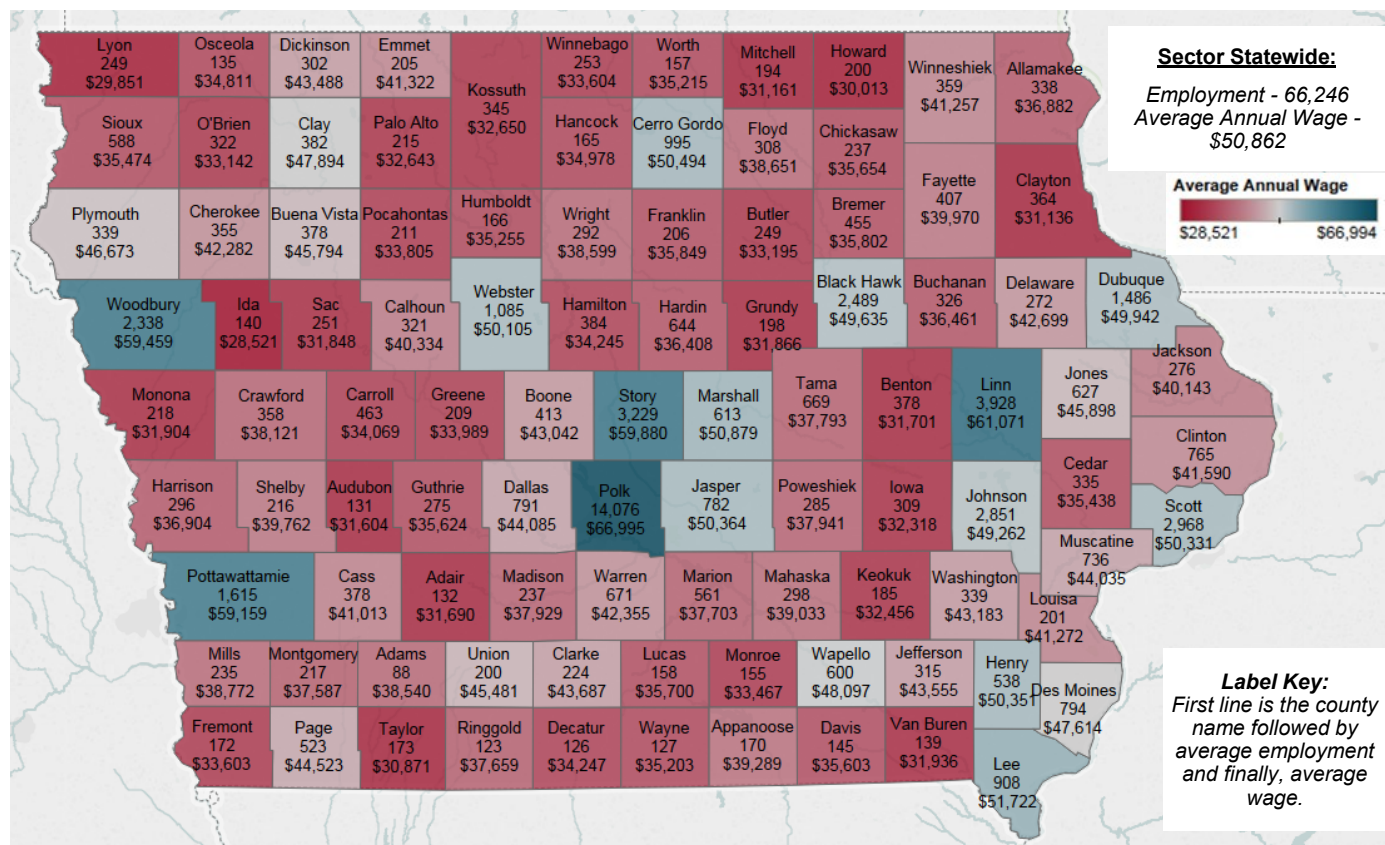 Lyon
249
$29,851
Osceola
135
$34,811
Dickinson
302
$43,488
Emmet
205
$41,322
Kossuth
345
$32,650
Winnebago
253
$33,604
Worth
157
$35,215
Mitchell
194
$31,161
Howard
200
$30,013
Winneshiek
359
$41,257
Allamakee
338
$36,882
Sioux
588
$35,474
O'Brien
322
$33,142
Clay
382
$47,894
Palo Alto
215
$32,643
Hancock
165
$34,978
Cerro Gordo
995
$50,494
Floyd
308
$38,651
Chickasaw
237
$35,654
Fayette
407
$39,970
Clayton
364
$31,136
Plymouth
339
$46,673
Cherokee
355
$42,282
Buena Vista
378
$45,794
Pocahontas
211
$33,805
Humboldt
166
$35,255
Wright
292
$38,599
Franklin
206
$35,849
Butler
249
$33,195
Bremer
455
$35,802
Woodbury
2,338
$59,459
Ida
140
$28,521
Sac
251
$31,848
Calhoun
321
$40,334
Webster
1,085
$50,105
Hamilton
384
$34,245
Hardin
644
$36,408
Grundy
198
$31,866
Black Hawk
2,489
$49,635
Buchanan
326
$36,461
Delaware
272
$42,699
Dubuque
1,486
$49,942
Jackson
276
$40,143
Monona
218
$31,904
Crawford
358
$38,121
Carroll
463
$34,069
Greene
209
$33,989
Boone
413
$43,042
Story
3,229
$59,880
Marshall
613
$50,879
Tama
669
$37,793
Benton
378
$31,701
Linn
3,928
$61,071
Jones
627
$45,898
Clinton
765
$41,590
Harrison
296
$36,904
Shelby
216
$39,762
Audubon
131
$31,604
Guthrie
275
$35,624
Dallas
791
$44,085
Polk
14,076
$66,995
Jasper
782
$50,364
Poweshiek
285
$37,941
Iowa
309
$32,318
Johnson
2,851
$49,262
Cedar
335
$35,438
Scott
2,968
$50,331
Muscatine
736
$44,035
Pottawattamie
1,615
$59,159
Cass
378
$41,013
Adair
132
$31,690
Madison
237
$37,929
Warren
671
$42,355
Marion
561
$37,703
Mahaska
298
$39,033
Keokuk
185
$32,456
Washington
339
$43,183
Louisa
201
$41,272
Mills
235
$38,772
Montgomery
217
$37,587
Adams
88
$38,540
Union
200
$45,481
Clarke
224
$43,687
Lucas
158
$35,700
Monroe
155
$33,467
Wapello
600
$48,097
Jefferson
315
$43,555
Henry
538
$50,351
Des Moines
794
$47,614
Fremont
172
$33,603
Page
523
$44,523
Taylor
173
$30,871
Ringgold
123
$37,659
Decatur
126
$34,247
Wayne
127
$35,203
Appanoose
170
$39,289
Davis
145
$35,603
Van Buren
139
$31,936
Lee
908
$51,722
Sector Statewide:
Employment - 66,246
Average Annual Wage -
$50,862
Average Annual Wage
$28,521 $66,994
Label Key:
First line is the county
name followed by
average employment
and finally, average
wage.